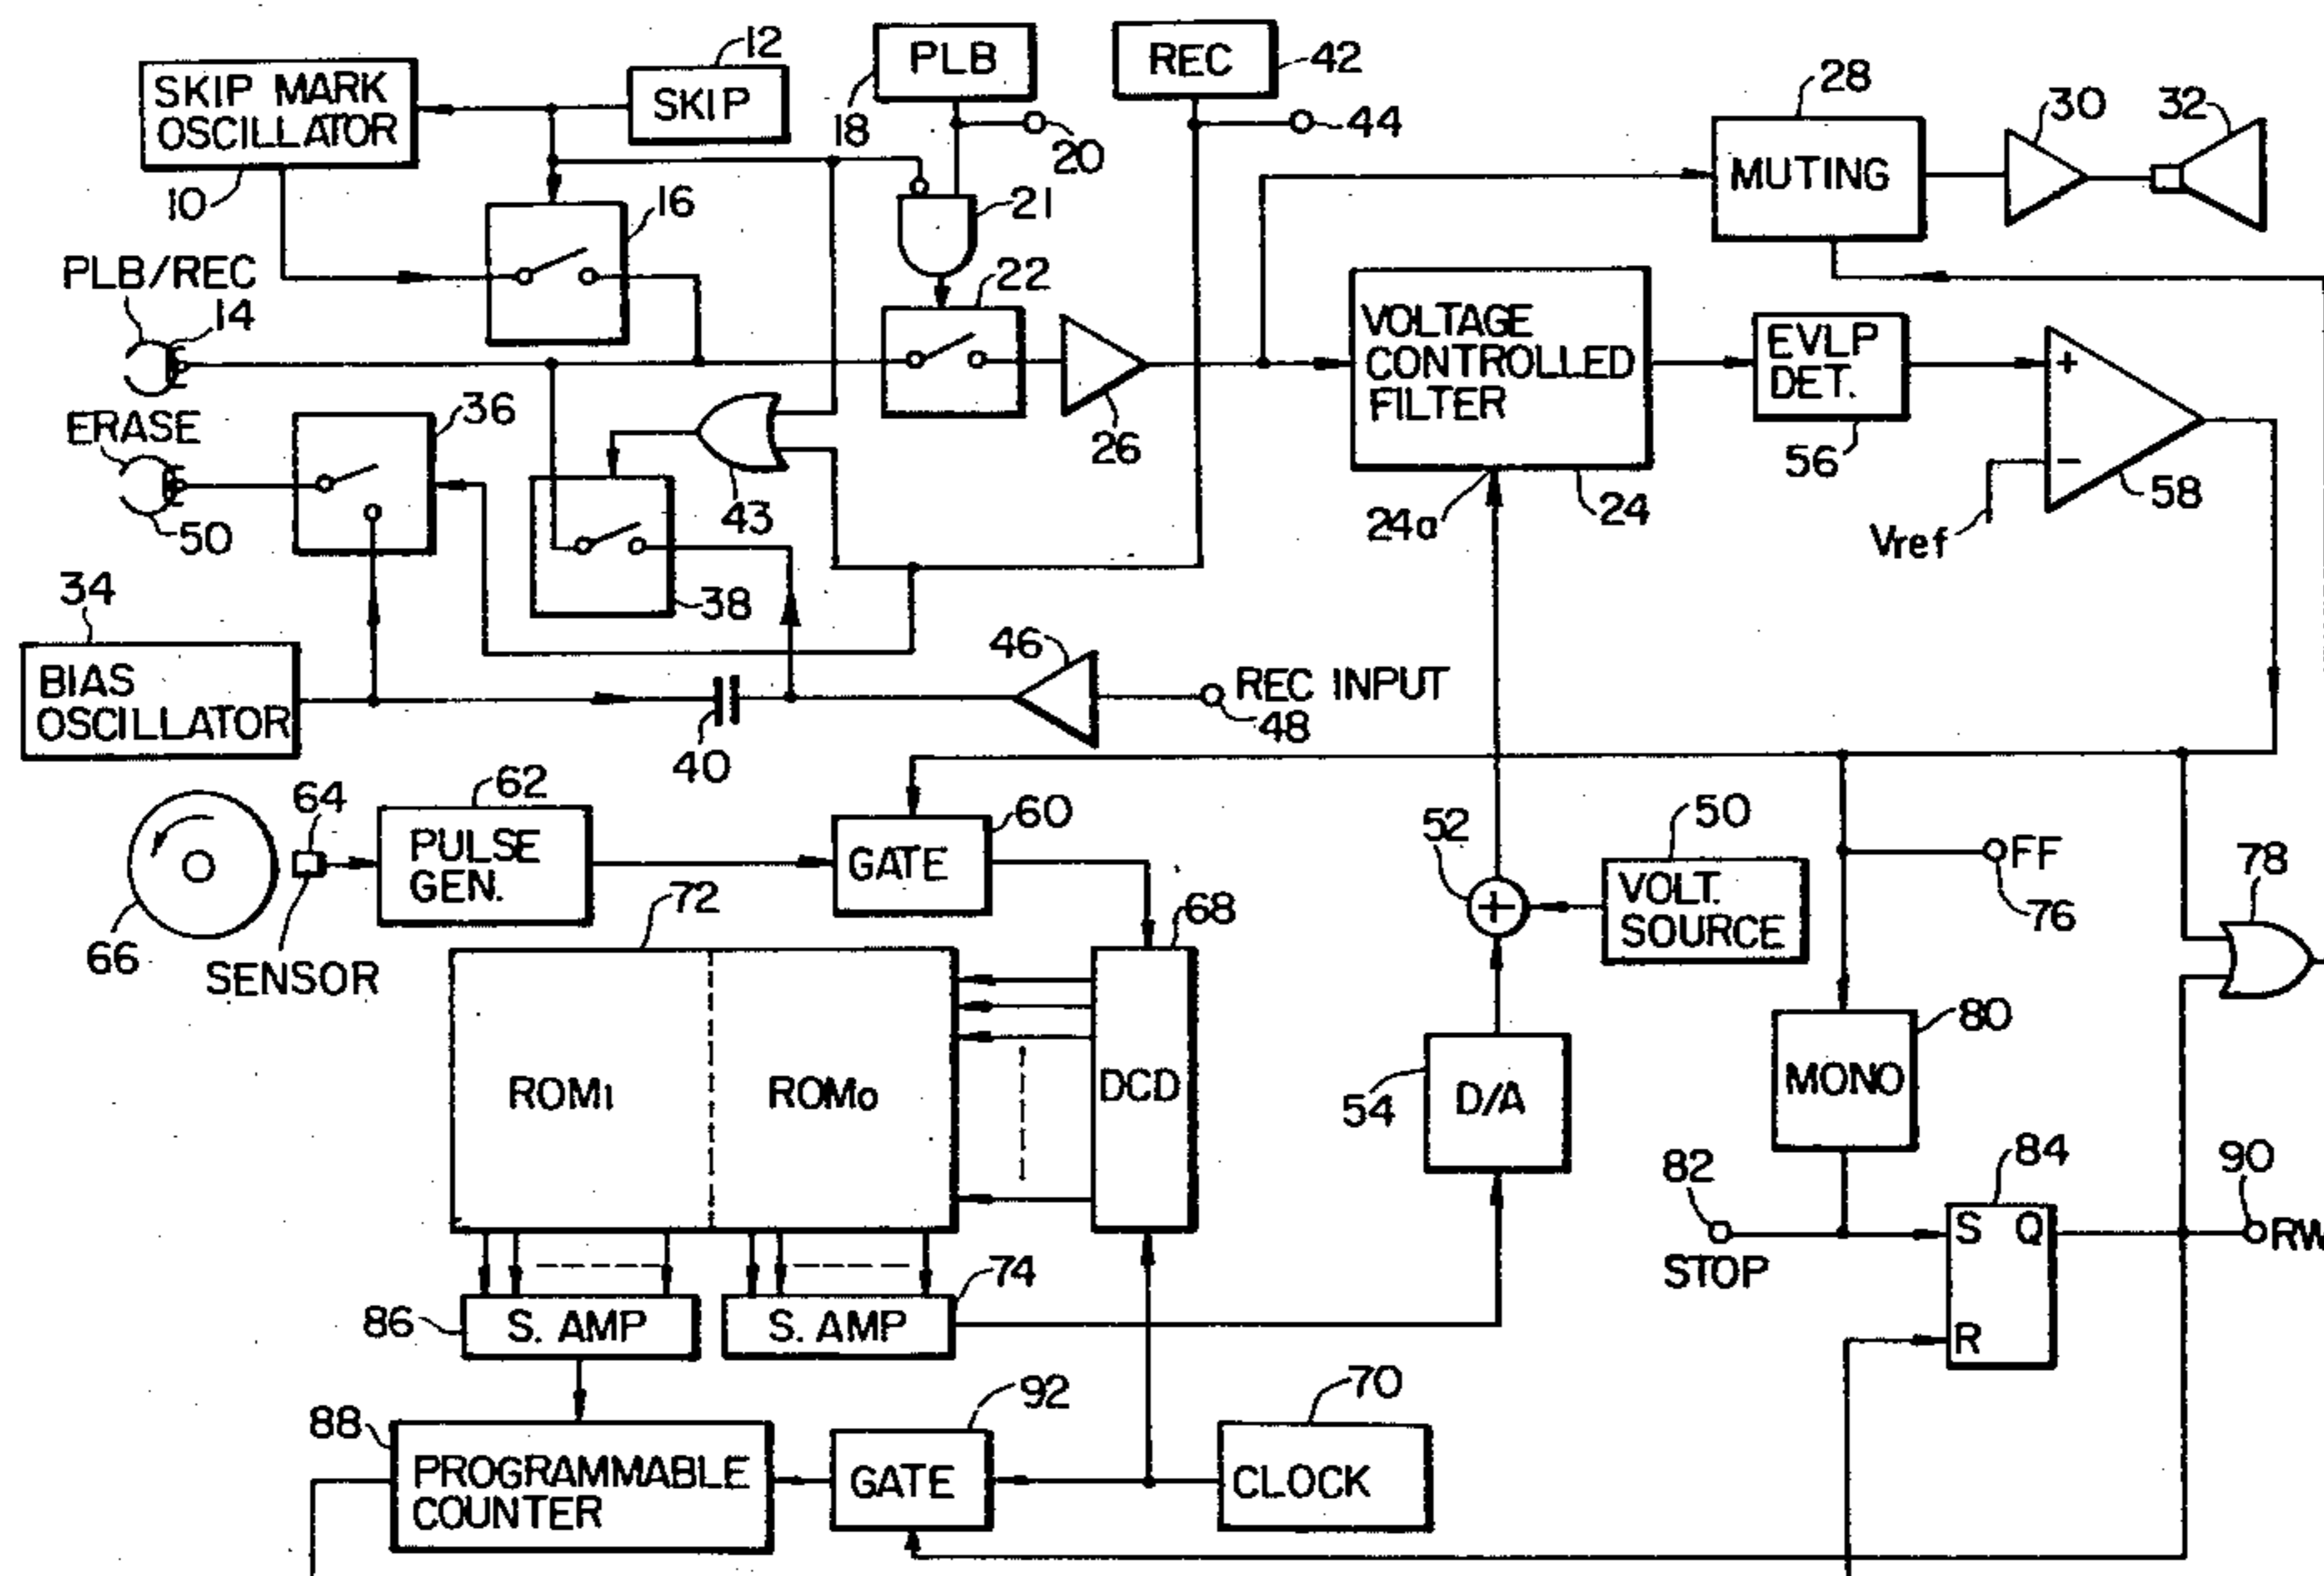 12
SKIP MARK
OSCILLATOR
SKIP
PLB
REC
42
28
30
32
18
20
44
10
16
21
MUTING
PLB/REC
14
22
VOLTAGE
CONTROLLED
FILTER
EVLP
DET.
+
ERASE
36
26
56
−
58
50
43
24a
24
Vref
34
38
46
BIAS
OSCILLATOR
REC INPUT
48
40
62
64
60
52
50
PULSE
GEN.
GATE
VOLT.
SOURCE
+
FF
78
72
68
76
66
SENSOR
80
ROM1
ROM0
DCD
54
D/A
MONO
82
84
90
S Q
RW
STOP
74
86
S. AMP
S. AMP
R
92
70
88
PROGRAMMABLE
COUNTER
GATE
CLOCK